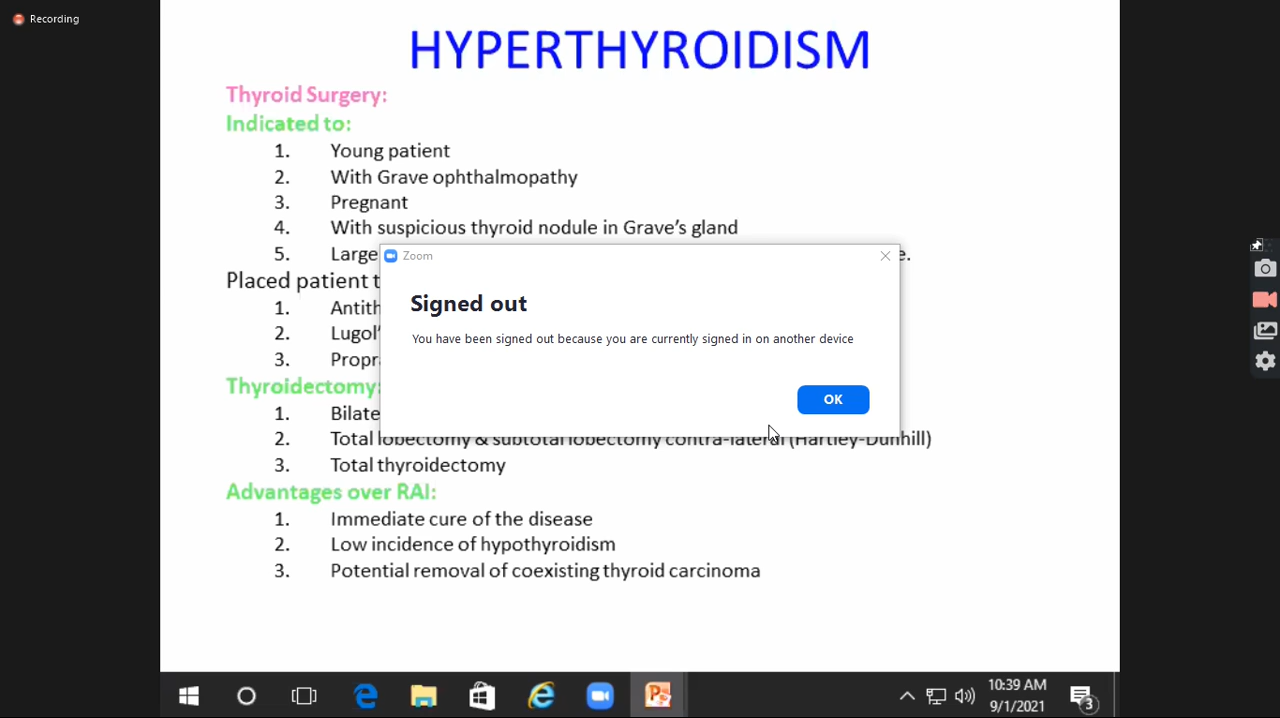 Recording
HYPERTHYROIDISM
Thyroid Surgery:
Indicated to:
1. Young patient
2. With Grave ophthalmopathy
3. Pregnant
4. With suspicious thyroid nodule in Grave's gland
5. Large e.
Placed patient t
1. Antith
2. Lugol'
3. Propra
Zoom
Signed out
You have been signed out because you are currently signed in on another device
OK
Thyroidectomy:
1. Bilate
2. Total lobectomy & subtotal lobectomy contra-lateral (Hartley-Dunhill)
3. Total thyroidectomy
Advantages over RAI:
1. Immediate cure of the disease
2. Low incidence of hypothyroidism
3. Potential removal of coexisting thyroid carcinoma
10:39 AM
9/1/2021
3